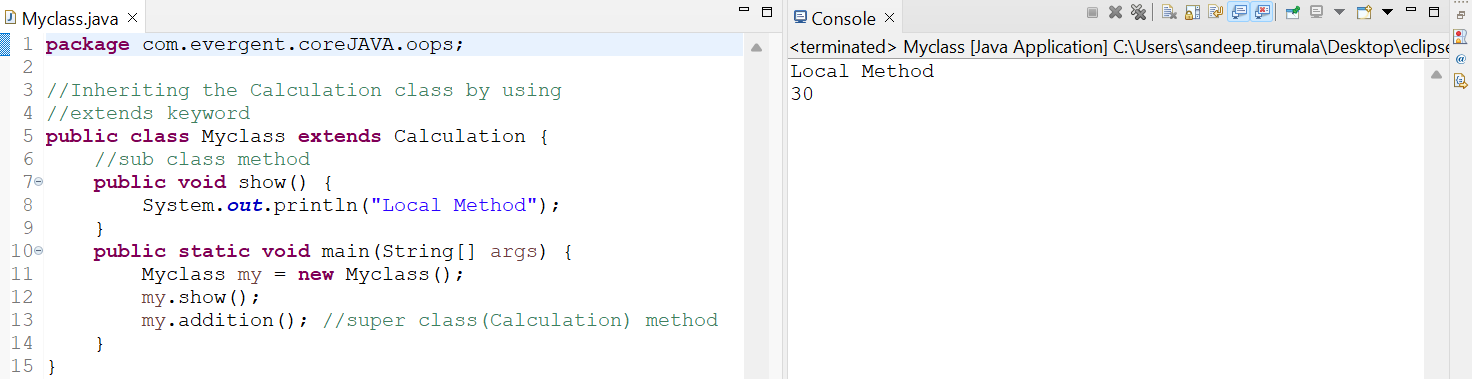 Myclass.java
1 package com.evergent.coreJAVA.oops;
2
3 //Inheriting the Calculation class by using
4 //extends keyword
5 public class Myclass extends Calculation {
6     //sub class method
7     public void show() {
8         System.out.println("Local Method");
9     }
10     public static void main(String[] args) {
11         Myclass my = new Myclass();
12         my.show();
13         my.addition(); //super class(Calculation) method
14     }
15 }
Console
<terminated> Myclass [Java Application] C:\Users\sandeep.tirumala\Desktop\eclipse
Local Method
30